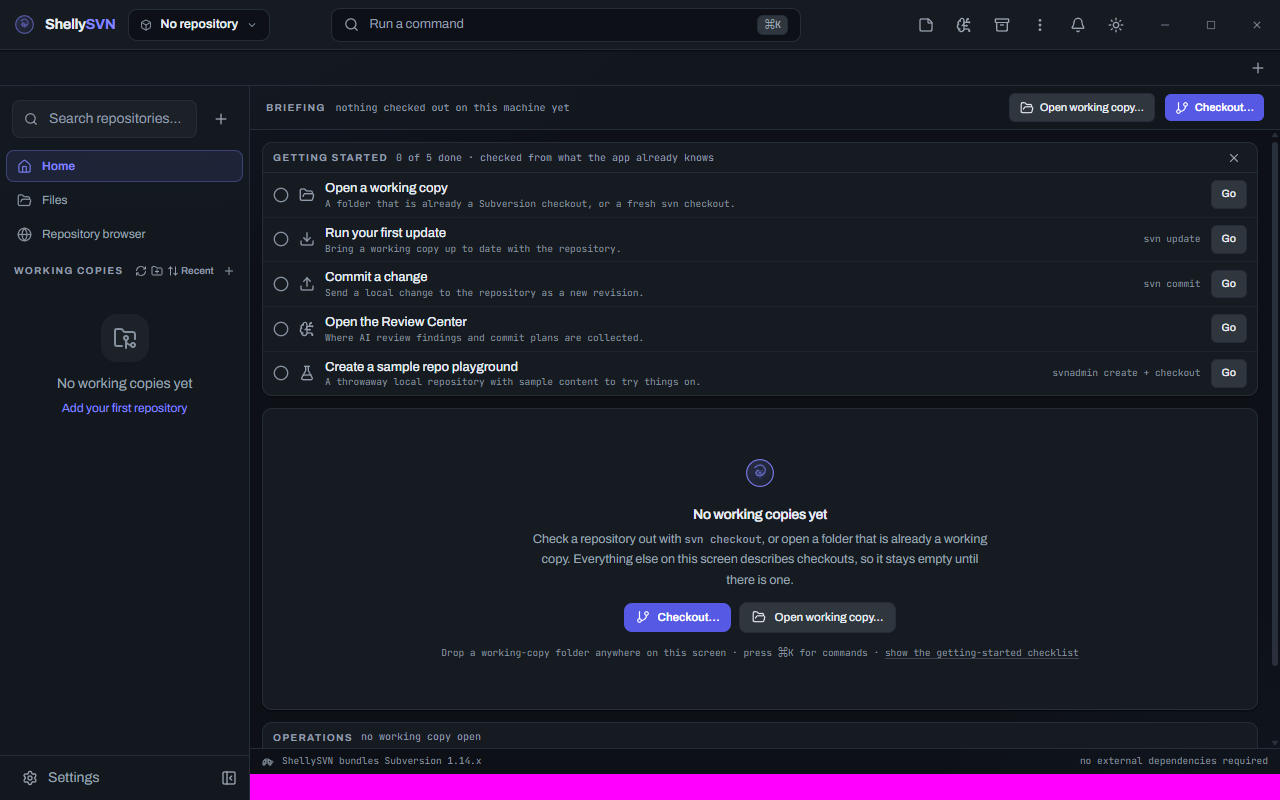 ShellySVN
No repository
Run a command
⌘K
Search repositories...
Home
Files
Repository browser
WORKING COPIES
Recent
No working copies yet
Add your first repository
Settings
BRIEFING nothing checked out on this machine yet
Open working copy...
Checkout...
GETTING STARTED 0 of 5 done · checked from what the app already knows
Open a working copy
A folder that is already a Subversion checkout, or a fresh svn checkout.
Go
Run your first update
Bring a working copy up to date with the repository.
svn update
Go
Commit a change
Send a local change to the repository as a new revision.
svn commit
Go
Open the Review Center
Where AI review findings and commit plans are collected.
Go
Create a sample repo playground
A throwaway local repository with sample content to try things on.
svnadmin create + checkout
Go
No working copies yet
Check a repository out with svn checkout, or open a folder that is already a working
copy. Everything else on this screen describes checkouts, so it stays empty until
there is one.
Checkout...
Open working copy...
Drop a working-copy folder anywhere on this screen · press ⌘K for commands · show the getting-started checklist
OPERATIONS no working copy open
ShellySVN bundles Subversion 1.14.x
no external dependencies required